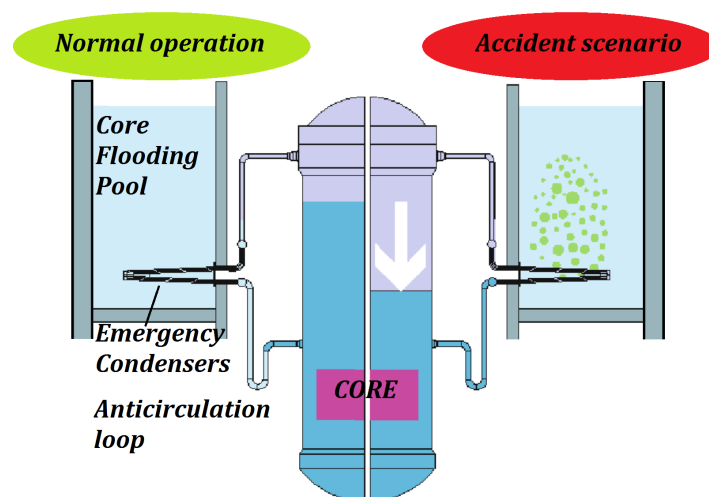 Normal operation
Accident scenario
Core
Flooding
Pool
Emergency
Condensers
Anticirculation
loop
CORE